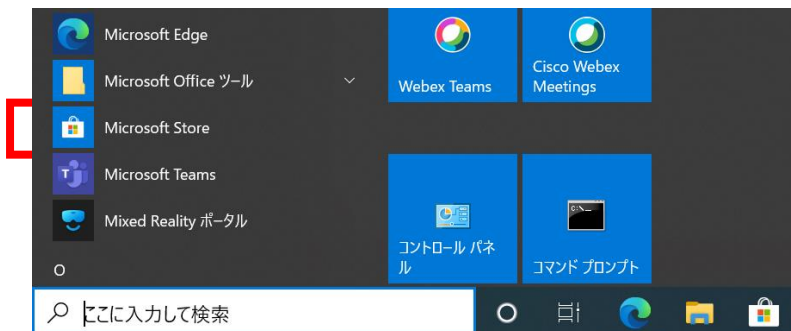 Microsoft Edge
Microsoft Office ツール
Microsoft Store
Microsoft Teams
Mixed Reality ポータル
O
Webex Teams
Cisco Webex
Meetings
コントロール パネ
ル
コマンド プロンプト
ここに入力して検索